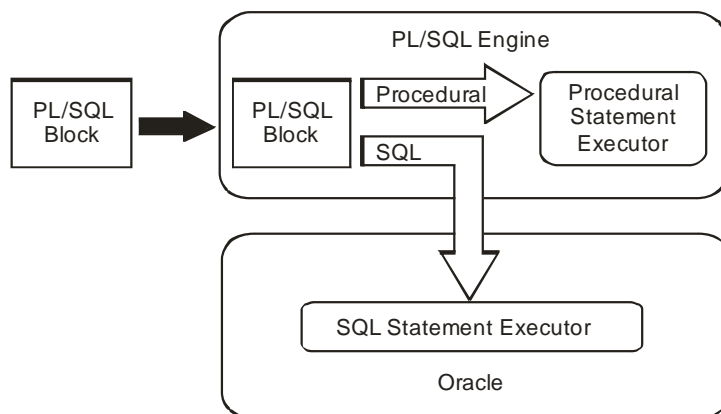 PL/SQL Engine
PL/SQL
Block
PL/SQL
Block
Procedural
SQL
Procedural
Statement
Executor
SQL Statement Executor
Oracle